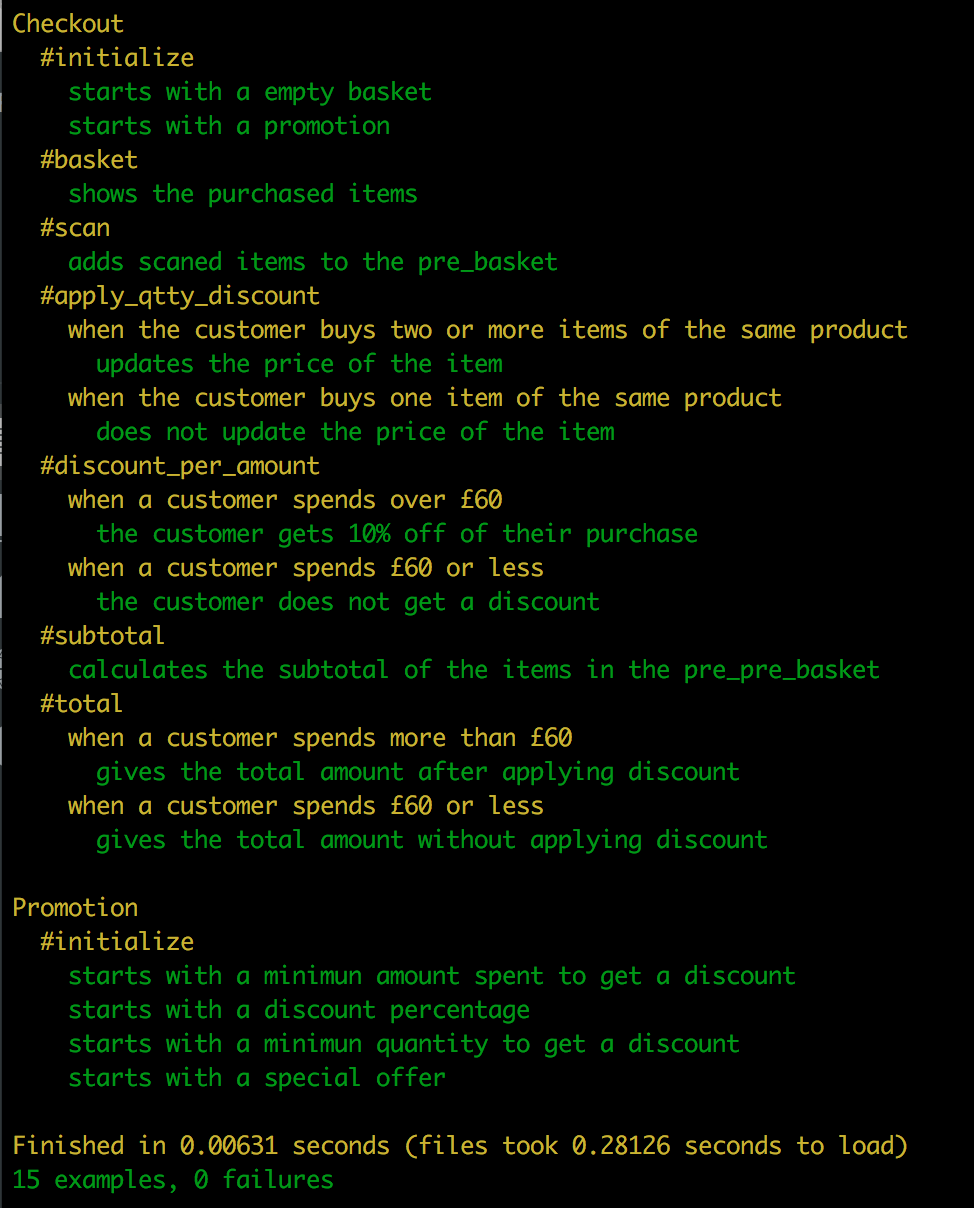 Checkout
#initialize
starts with a empty basket
starts with a promotion
#basket
shows the purchased items
#scan
adds scaned items to the pre_basket
#apply_qtty_discount
when the customer buys two or more items of the same product
updates the price of the item
when the customer buys one item of the same product
does not update the price of the item
#discount_per_amount
when a customer spends over £60
the customer gets 10% off of their purchase
when a customer spends £60 or less
the customer does not get a discount
#subtotal
calculates the subtotal of the items in the pre_pre_basket
#total
when a customer spends more than £60
gives the total amount after applying discount
when a customer spends £60 or less
gives the total amount without applying discount
Promotion
#initialize
starts with a minimun amount spent to get a discount
starts with a discount percentage
starts with a minimun quantity to get a discount
starts with a special offer
Finished in 0.00631 seconds (files took 0.28126 seconds to load)
15 examples, 0 failures